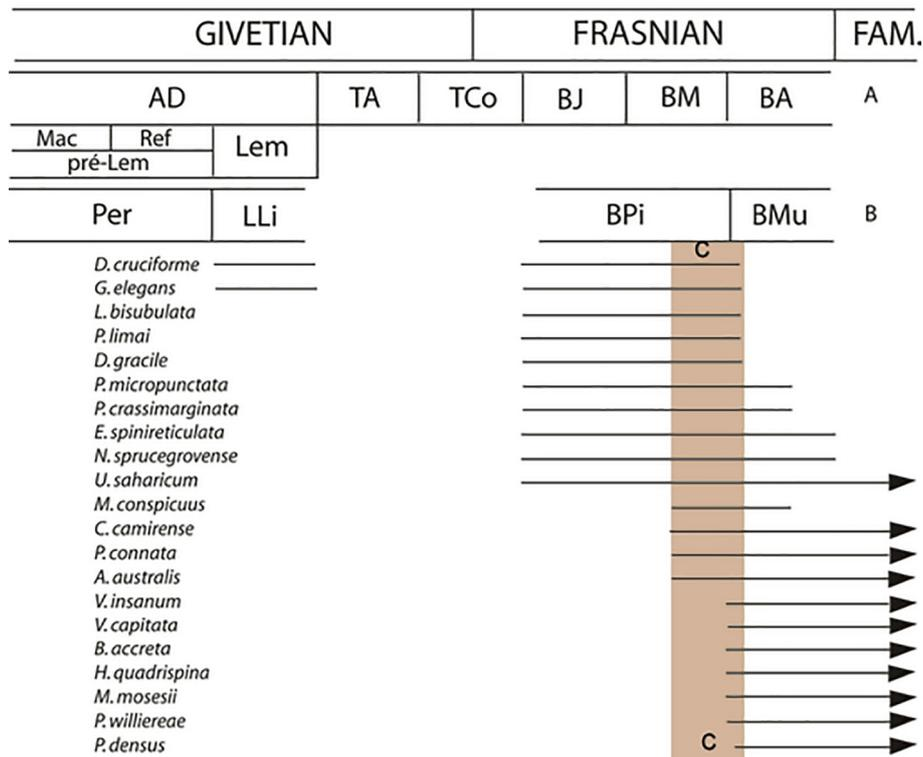 GIVETIAN FRASNIAN FAM.
AD TA TCo BJ BM BA A
Mac Ref Lem
pré-Lem
Per LLi BPi BMu B
C
D. cruciforme
G. elegans
L. bisubulata
P. limai
D. gracile
P. micropunctata
P. crassimarginata
E. spinireticulata
N. sprucegrovense
U. saharicum
M. conspicuus
C. camirense
P. connata
A. australis
V. insanum
V. capitata
B. accreta
H. quadrispina
M. mosesii
P. williereae
P. densus C